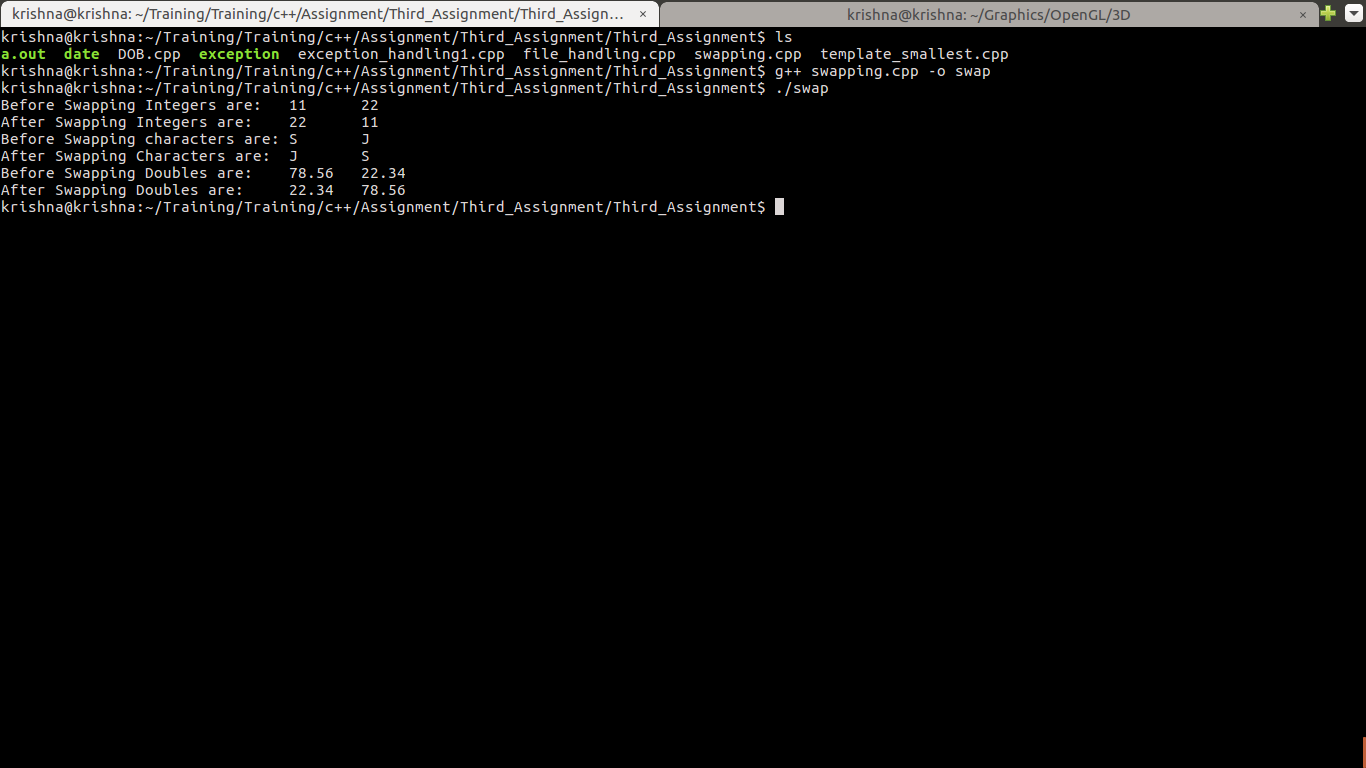 krishna@krishna: ~/Training/Training/c++/Assignment/Third_Assignment/Third_Assign... × krishna@krishna: ~/Graphics/OpenGL/3D ×
krishna@krishna:~/Training/Training/c++/Assignment/Third_Assignment/Third_Assignment$ ls
a.out  date  DOB.cpp  exception  exception_handling1.cpp  file_handling.cpp  swapping.cpp  template_smallest.cpp
krishna@krishna:~/Training/Training/c++/Assignment/Third_Assignment/Third_Assignment$ g++ swapping.cpp -o swap
krishna@krishna:~/Training/Training/c++/Assignment/Third_Assignment/Third_Assignment$ ./swap
Before Swapping Integers are:   11      22
After Swapping Integers are:    22      11
Before Swapping characters are: S       J
After Swapping Characters are:  J       S
Before Swapping Doubles are:    78.56   22.34
After Swapping Doubles are:     22.34   78.56
krishna@krishna:~/Training/Training/c++/Assignment/Third_Assignment/Third_Assignment$